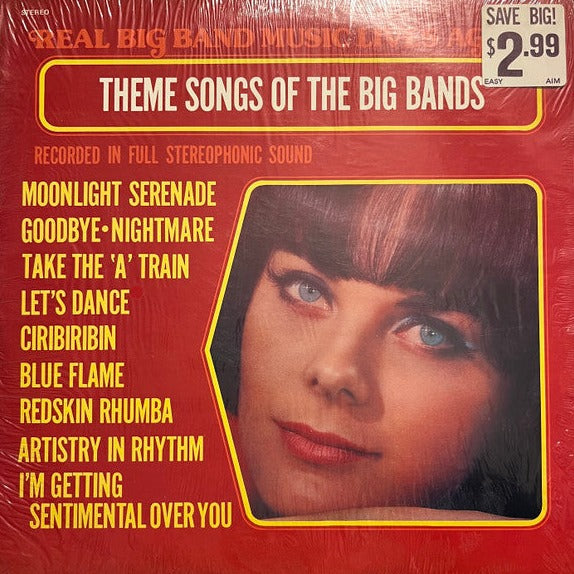 STEREO
REAL BIG BAND MUSIC LIVES
SAVE BIG!
$2.99
EASY AIM
THEME SONGS OF THE BIG BANDS
RECORDED IN FULL STEREOPHONIC SOUND
MOONLIGHT SERENADE
GOODBYE • NIGHTMARE
TAKE THE 'A' TRAIN
LET'S DANCE
CIRIBIRIBIN
BLUE FLAME
REDSKIN RHUMBA
ARTISTRY IN RHYTHM
I'M GETTING
SENTIMENTAL OVER YOU